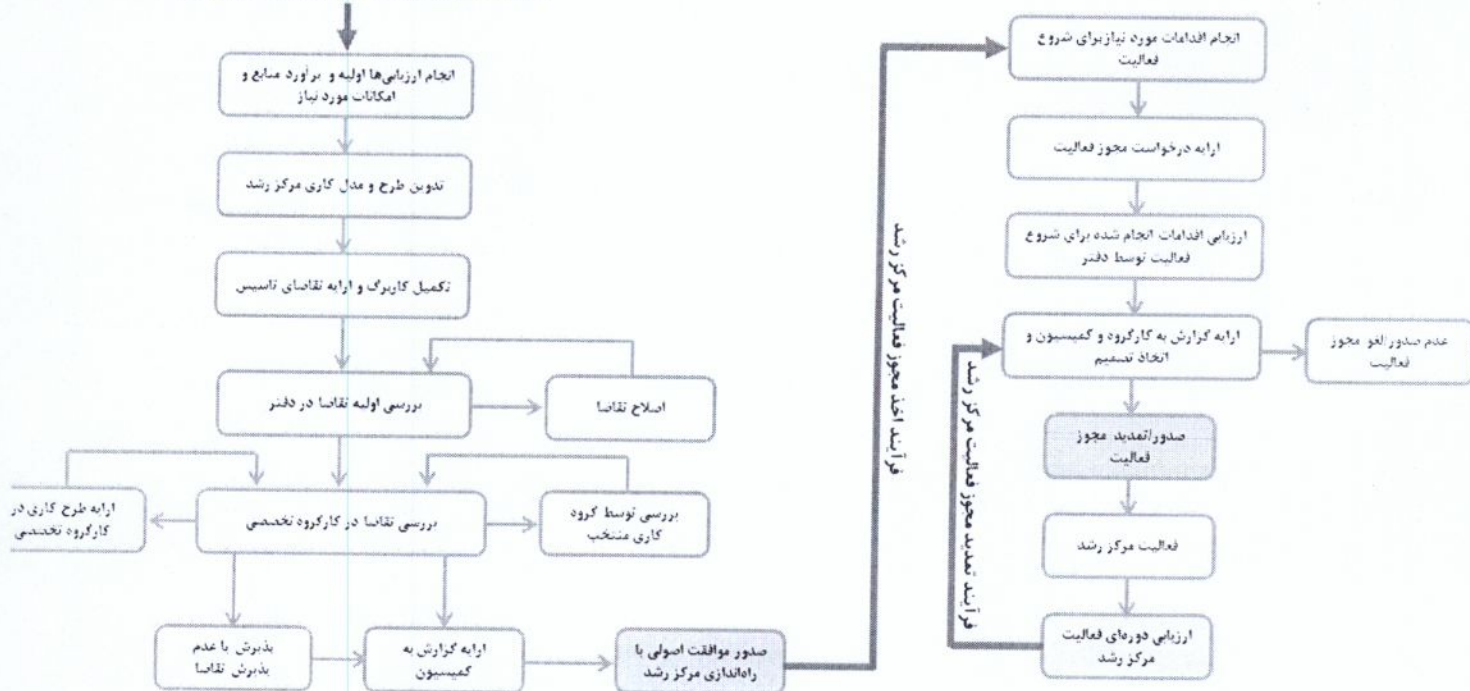 انجام ارزیابی‌ها اولیه و برآورد منابع و
امکانات مورد نیاز
تدوین طرح و مدل کاری مرکز رشد
تکمیل کاربرگ و ارایه تقاضای تاسیس
بررسی اولیه تقاضا در دفتر
اصلاح تقاضا
ارایه طرح کاری در
کارگروه تخصصی
بررسی تقاضا در کارگروه تخصصی
بررسی توسط گروه
کاری منتخب
پذیرش یا عدم
پذیرش تقاضا
ارایه گزارش به
کمیسیون
صدور موافقت اصولی با
راه‌اندازی مرکز رشد
فرآیند اخذ مجوز فعالیت مرکز رشد
انجام اقدامات مورد نیاز برای شروع
فعالیت
ارایه درخواست مجوز فعالیت
ارزیابی اقدامات انجام شده برای شروع
فعالیت توسط دفتر
ارایه گزارش به کارگروه و کمیسیون و
اتخاذ تصمیم
عدم صدور/لغو مجوز
فعالیت
صدور/تمدید مجوز
فعالیت
فعالیت مرکز رشد
ارزیابی دوره‌ای فعالیت
مرکز رشد
فرآیند تمدید مجوز فعالیت مرکز رشد